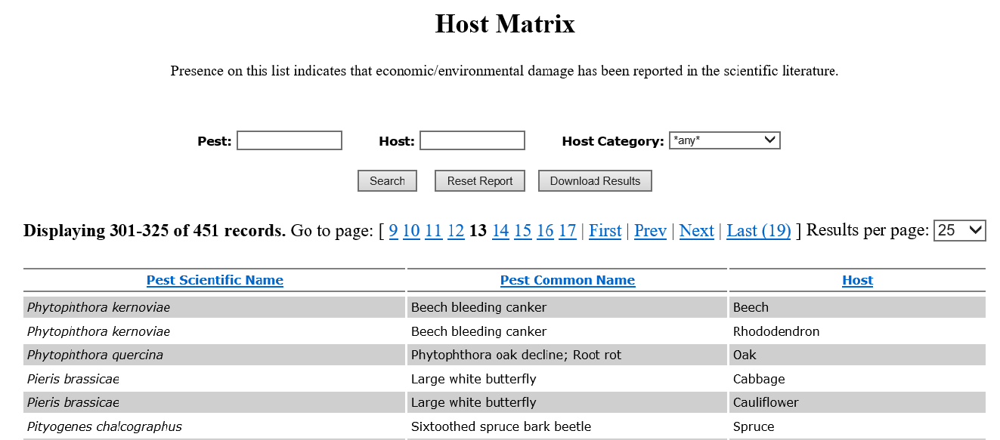 Host Matrix
Presence on this list indicates that economic/environmental damage has been reported in the scientific literature.
Pest: Host: Host Category: *any*
Search Reset Report Download Results
Displaying 301-325 of 451 records. Go to page: [ 9 10 11 12 13 14 15 16 17 | First | Prev | Next | Last (19) ] Results per page: 25
Pest Scientific Name Pest Common Name Host
Phytophthora kernoviae Beech bleeding canker Beech
Phytophthora kernoviae Beech bleeding canker Rhododendron
Phytophthora quercina Phytophthora oak decline; Root rot Oak
Pieris brassicae Large white butterfly Cabbage
Pieris brassicae Large white butterfly Cauliflower
Pityogenes chalcographus Sixtoothed spruce bark beetle Spruce